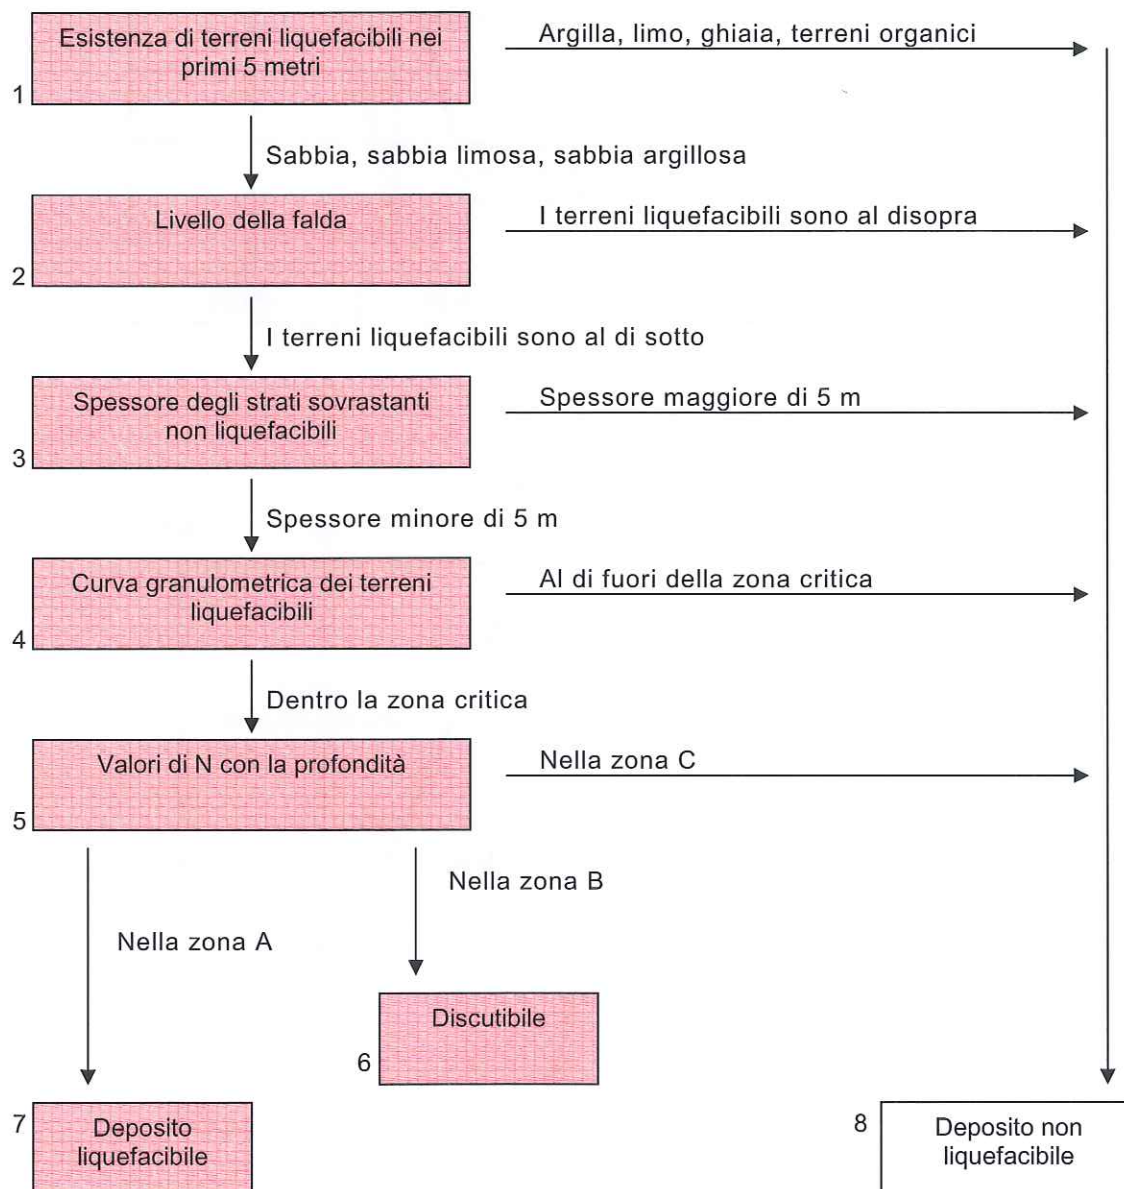 Esistenza di terreni liquefacibili nei
primi 5 metri
1
Argilla, limo, ghiaia, terreni organici
Sabbia, sabbia limosa, sabbia argillosa
Livello della falda
2
I terreni liquefacibili sono al disopra
I terreni liquefacibili sono al di sotto
Spessore degli strati sovrastanti
non liquefacibili
3
Spessore maggiore di 5 m
Spessore minore di 5 m
Curva granulometrica dei terreni
liquefacibili
4
Al di fuori della zona critica
Dentro la zona critica
Valori di N con la profondità
5
Nella zona C
Nella zona B
Nella zona A
Discutibile
6
7
Deposito
liquefacibile
8
Deposito non
liquefacibile